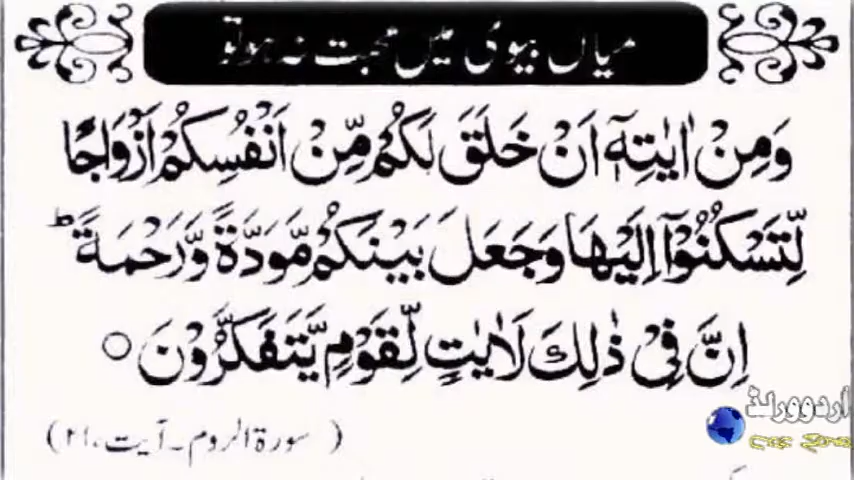 میاں بیوی میں محبت نہ ہو تو
وَمِنْ اٰيٰتِهٖٓ اَنْ خَلَقَ لَكُمْ مِّنْ اَنْفُسِكُمْ اَزْوَاجًا
لِّتَسْكُنُوْٓا اِلَيْهَا وَجَعَلَ بَيْنَكُمْ مَّوَدَّةً وَّرَحْمَةً ؕ
اِنَّ فِيْ ذٰلِكَ لَاٰيٰتٍ لِّقَوْمٍ يَّتَفَكَّرُوْنَ ○
(سورۃ الروم۔ آیت، ۲۱)
اردو ورلڈ